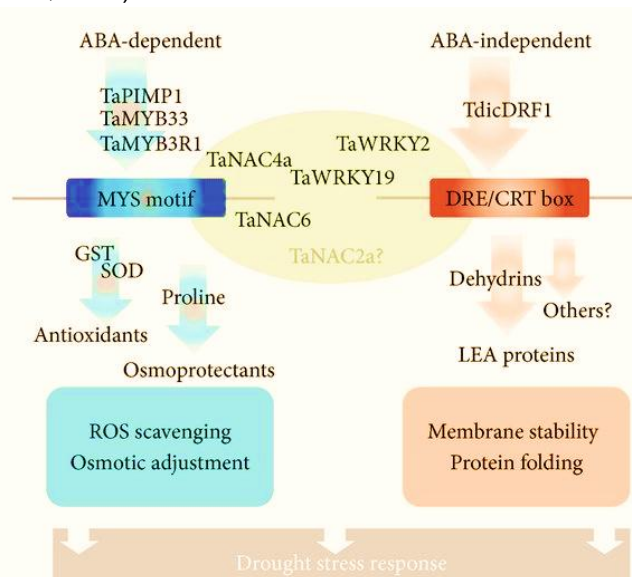 ABA-dependent
ABA-independent
TaPIMP1
TaMYB33
TaMYB3R1
TdicDRF1
TaWRKY2
TaNAC4a
TaWRKY19
MYS motif
DRE/CRT box
TaNAC6
TaNAC2a?
GST
SOD
Proline
Dehydrins
Others?
Antioxidants
Osmoprotectants
LEA proteins
ROS scavenging
Osmotic adjustment
Membrane stability
Protein folding
Drought stress response